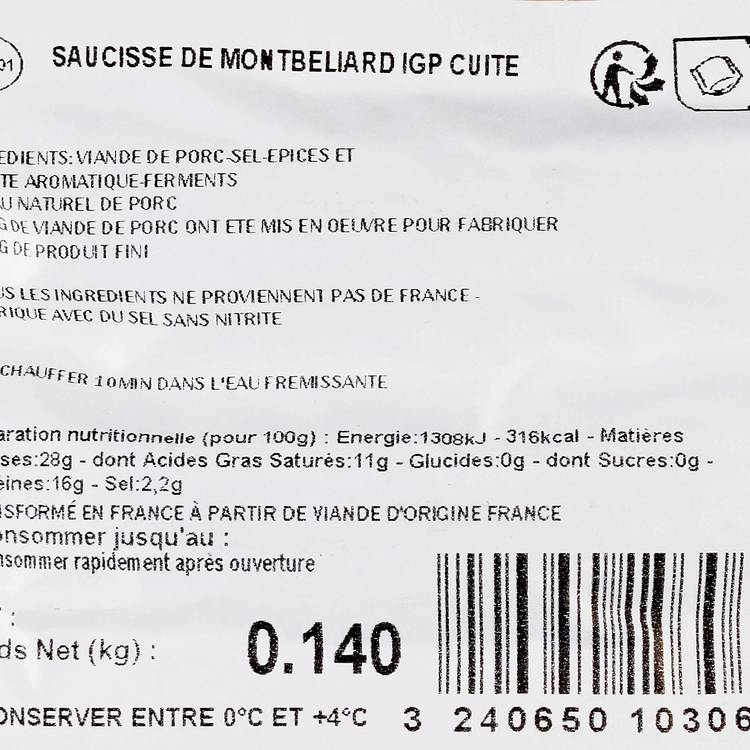 01
SAUCISSE DE MONTBELIARD IGP CUITE
EDIENTS: VIANDE DE PORC-SEL-EPICES ET
TE AROMATIQUE-FERMENTS
U NATUREL DE PORC
G DE VIANDE DE PORC ONT ETE MIS EN OEUVRE POUR FABRIQUER
G DE PRODUIT FINI
US LES INGREDIENTS NE PROVIENNENT PAS DE FRANCE -
RIQUE AVEC DU SEL SANS NITRITE
CHAUFFER 10MIN DANS L'EAU FREMISSANTE
aration nutritionnelle (pour 100g) : Energie:1308kJ - 316kcal - Matières
ses:28g - dont Acides Gras Saturés:11g - Glucides:0g - dont Sucres:0g -
éines:16g - Sel:2,2g
NSFORMÉ EN FRANCE À PARTIR DE VIANDE D'ORIGINE FRANCE
onsommer jusqu'au :
nsommer rapidement après ouverture
:
ds Net (kg) : 0.140
ONSERVER ENTRE 0°C ET +4°C 3 240650 10306